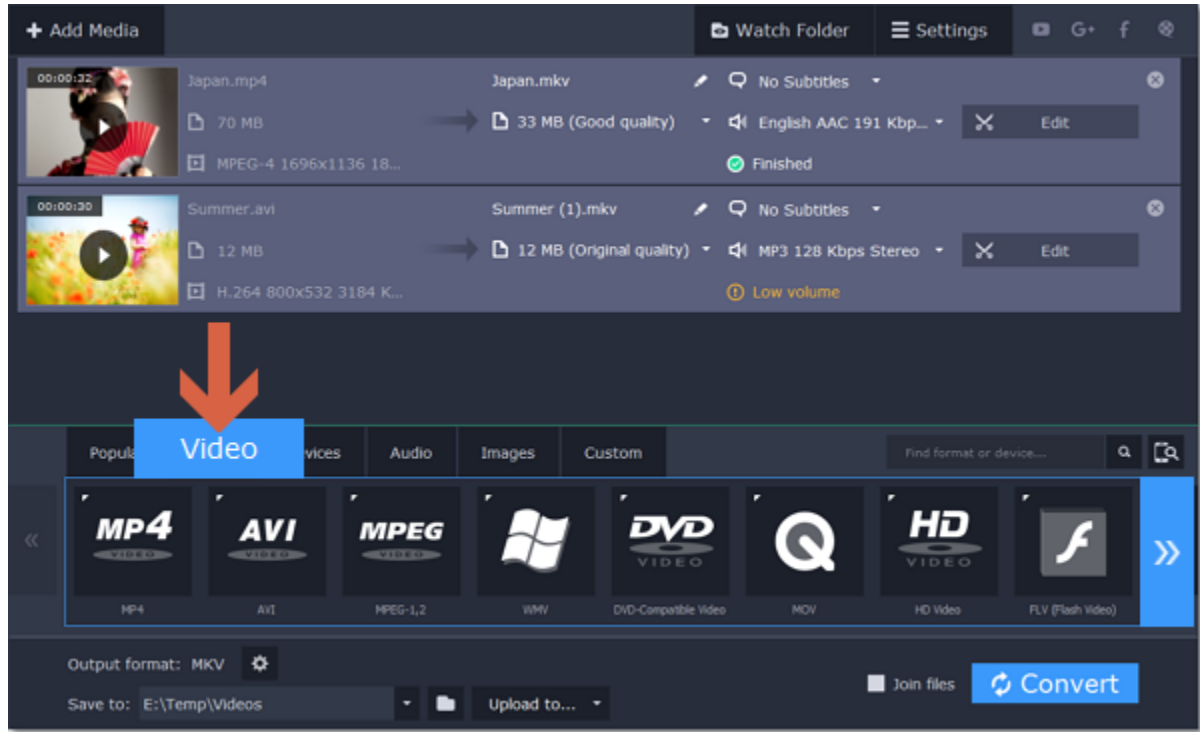 Add Media
Watch Folder
Settings
G+
f
00:00:32
Japan.mp4
Japan.mkv
No Subtitles
70 MB
33 MB (Good quality)
English AAC 191 Kbp...
Edit
MPEG-4 1696x1136 18...
Finished
00:00:30
Summer.avi
Summer (1).mkv
No Subtitles
12 MB
12 MB (Original quality)
MP3 128 Kbps Stereo
Edit
H.264 800x532 3184 K...
Low volume
Popula
Video
vices
Audio
Images
Custom
Find format or device...
MP4
VIDEO
AVI
VIDEO
MPEG
DVD
VIDEO
HD
VIDEO
f
MP4
AVI
MPEG-1,2
WMV
DVD-Compatible Video
MOV
HD Video
FLV (Flash Video)
Output format: MKV
Save to: E:\Temp\Videos
Upload to...
Join files
Convert